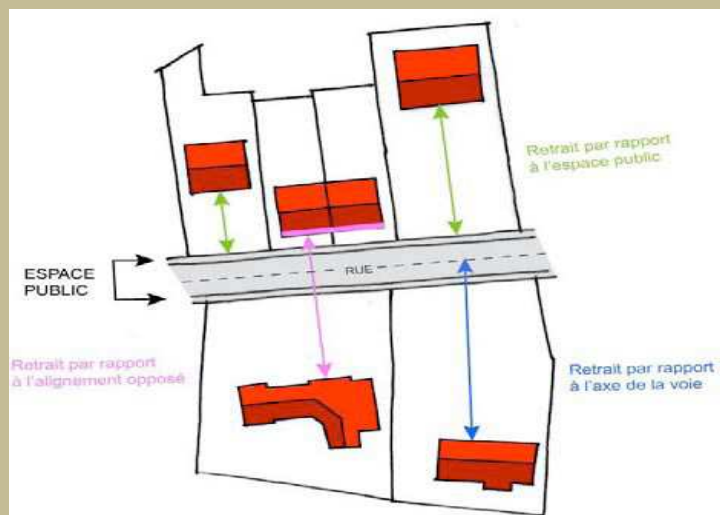 Retrait par rapport
à l'espace public
ESPACE
PUBLIC
RUE
Retrait par rapport
à l'alignement opposé
Retrait par rapport
à l'axe de la voie